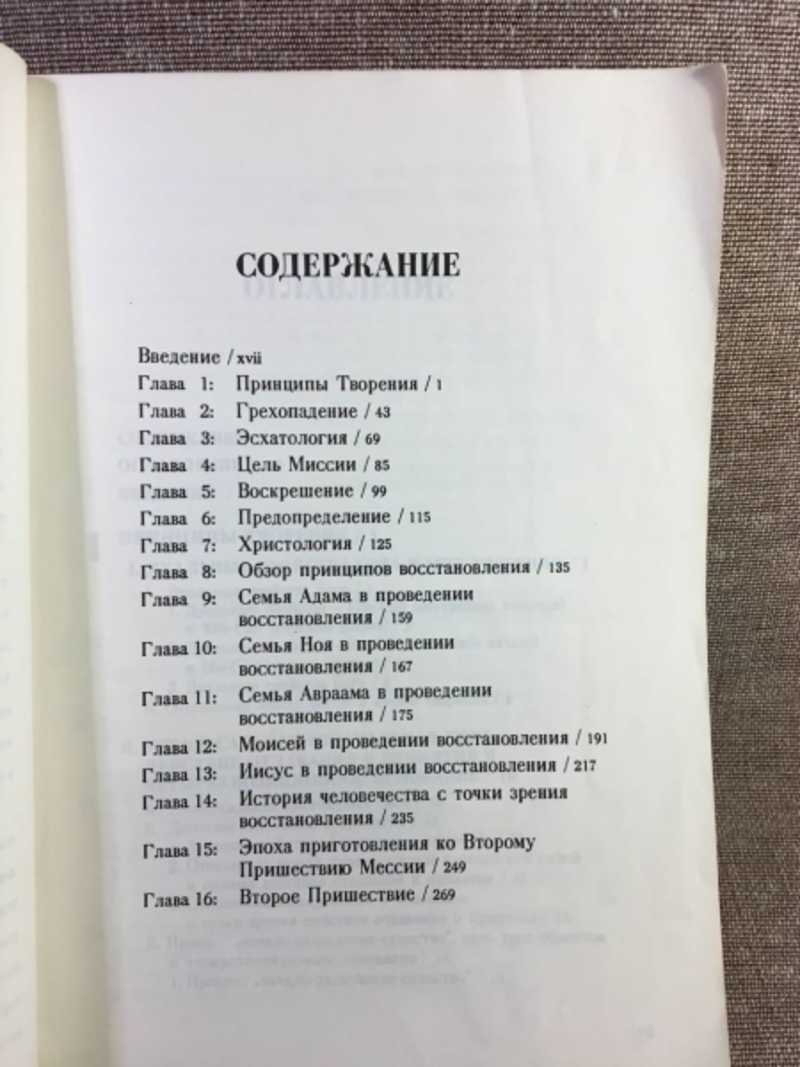 СОДЕРЖАНИЕ
Введение / xvii
Глава 1: Принципы Творения / 1
Глава 2: Грехопадение / 43
Глава 3: Эсхатология / 69
Глава 4: Цель Миссии / 85
Глава 5: Воскрешение / 99
Глава 6: Предопределение / 115
Глава 7: Христология / 125
Глава 8: Обзор принципов восстановления / 135
Глава 9: Семья Адама в проведении
восстановления / 159
Глава 10: Семья Ноя в проведении
восстановления / 167
Глава 11: Семья Авраама в проведении
восстановления / 175
Глава 12: Моисей в проведении восстановления / 191
Глава 13: Иисус в проведении восстановления / 217
Глава 14: История человечества с точки зрения
восстановления / 235
Глава 15: Эпоха приготовления ко Второму
Пришествию Мессии / 249
Глава 16: Второе Пришествие / 269